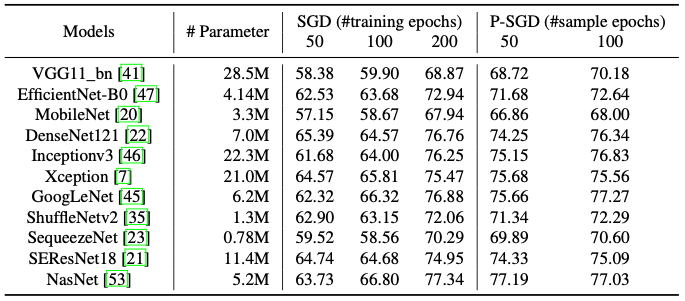 Models # Parameter SGD (#training epochs) P-SGD (#sample epochs)
50 100 200 50 100
VGG11_bn [41] 28.5M 58.38 59.90 68.87 68.72 70.18
EfficientNet-B0 [47] 4.14M 62.53 63.68 72.94 71.68 72.64
MobileNet [20] 3.3M 57.15 58.67 67.94 66.86 68.00
DenseNet121 [22] 7.0M 65.39 64.57 76.76 74.25 76.34
Inceptionv3 [46] 22.3M 61.68 64.00 76.25 75.15 76.83
Xception [7] 21.0M 64.57 65.81 75.47 75.68 75.56
GoogLeNet [45] 6.2M 62.32 66.32 76.88 75.66 77.27
ShuffleNetv2 [35] 1.3M 62.90 63.15 72.06 71.34 72.29
SequeezeNet [23] 0.78M 59.52 58.56 70.29 69.89 70.60
SEResNet18 [21] 11.4M 64.74 64.68 74.95 74.33 75.09
NasNet [53] 5.2M 63.73 66.80 77.34 77.19 77.03